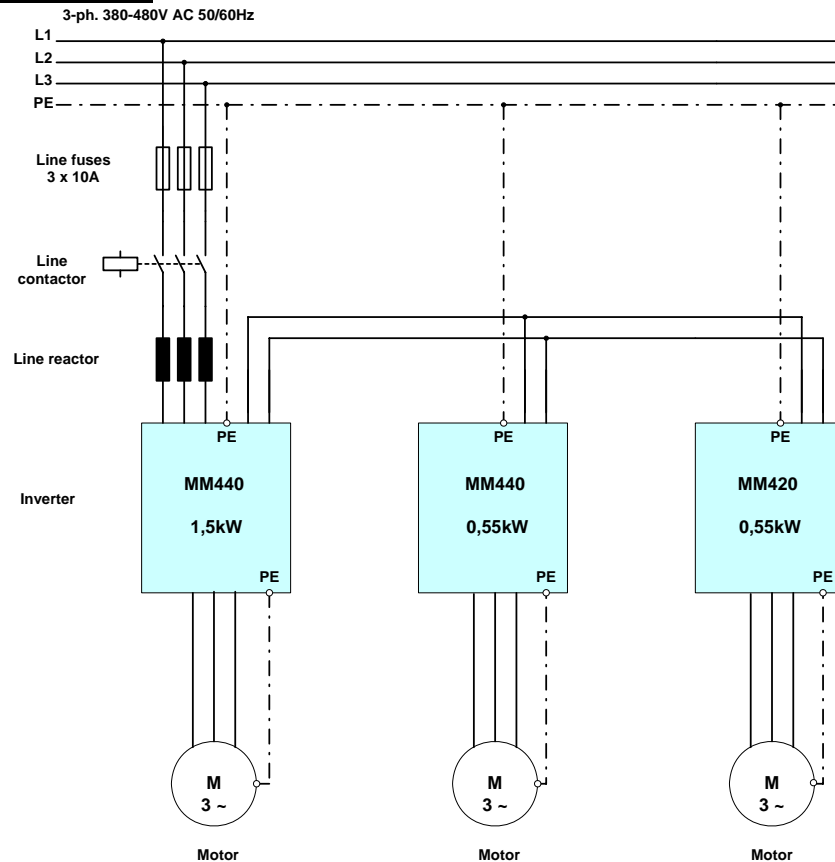 3-ph. 380-480V AC 50/60Hz
L1
L2
L3
PE
Line fuses
3 x 10A
Line
contactor
Line reactor
PE
PE
PE
MM440
MM440
MM420
Inverter
1,5kW
0,55kW
0,55kW
PE
PE
PE
M
3 ~
M
3 ~
M
3 ~
Motor
Motor
Motor